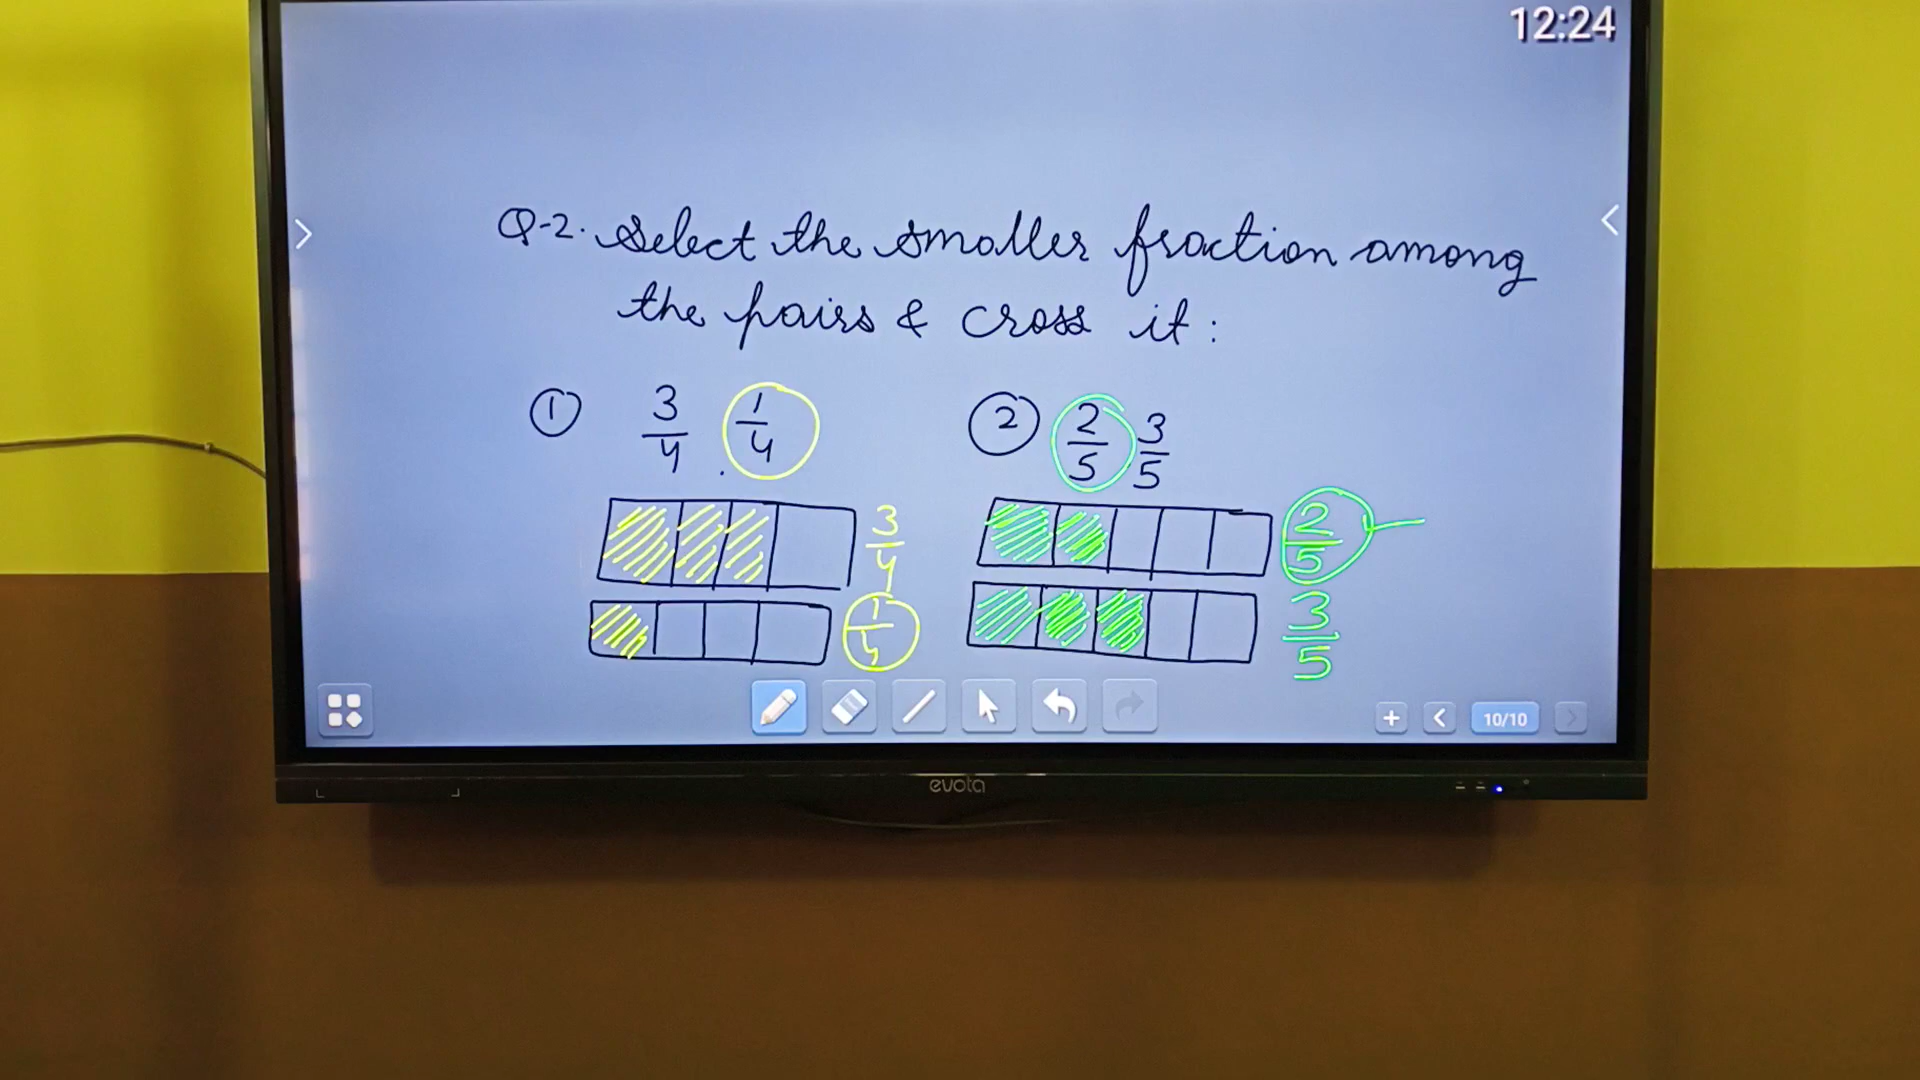 12:24
Q-2. Select the smaller fraction among
the pairs & cross it :
① 3/4 . 1/4 ② 2/5 3/5
3/4 2/5
1/4 3/5
10/10
evota